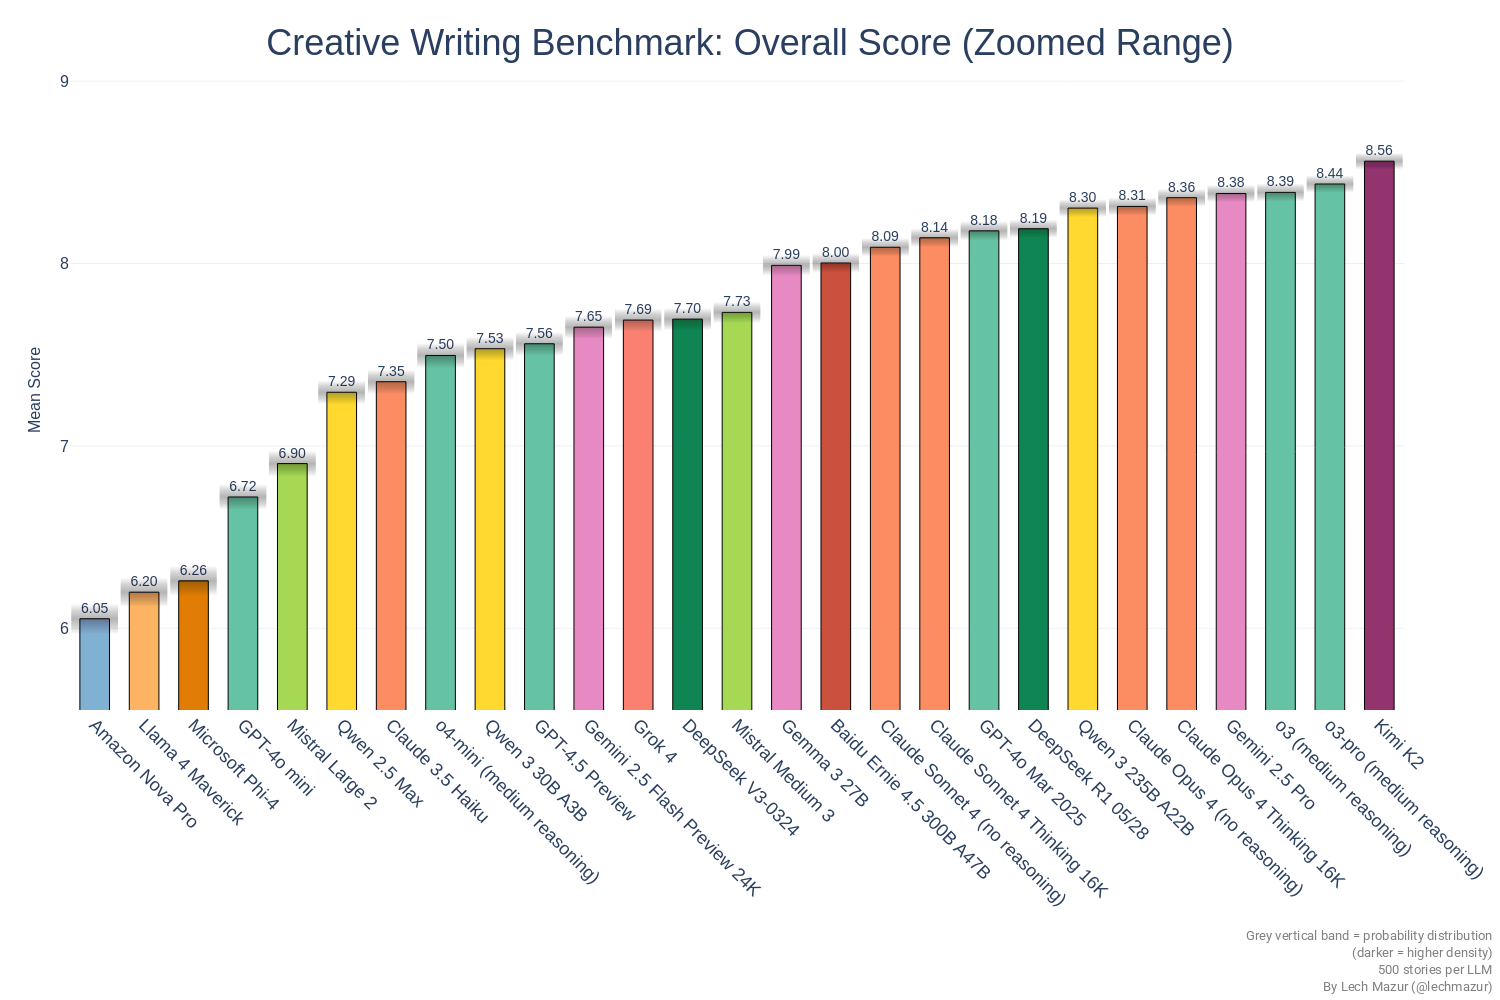 Creative Writing Benchmark: Overall Score (Zoomed Range)
Mean Score
9
8
7
6
6.05
6.20
6.26
6.72
6.90
7.29
7.35
7.50
7.53
7.56
7.65
7.69
7.70
7.73
7.99
8.00
8.09
8.14
8.18
8.19
8.30
8.31
8.36
8.38
8.39
8.44
8.56
Amazon Nova Pro
Llama 4 Maverick
Microsoft Phi-4
GPT-4o mini
Mistral Large 2
Qwen 2.5 Max
Claude 3.5 Haiku
o4-mini (medium reasoning)
Qwen 3 30B A3B
GPT-4.5 Preview
Gemini 2.5 Flash Preview 24K
Grok 4
DeepSeek V3-0324
Mistral Medium 3
Gemma 3 27B
Baidu Ernie 4.5 300B A47B
Claude Sonnet 4 (no reasoning)
Claude Sonnet 4 Thinking 16K
GPT-4o Mar 2025
DeepSeek R1 05/28
Qwen 3 235B A22B
Claude Opus 4 (no reasoning)
Claude Opus 4 Thinking 16K
Gemini 2.5 Pro
o3 (medium reasoning)
o3-pro (medium reasoning)
Kimi K2
Grey vertical band = probability distribution
(darker = higher density)
500 stories per LLM
By Lech Mazur (@lechmazur)